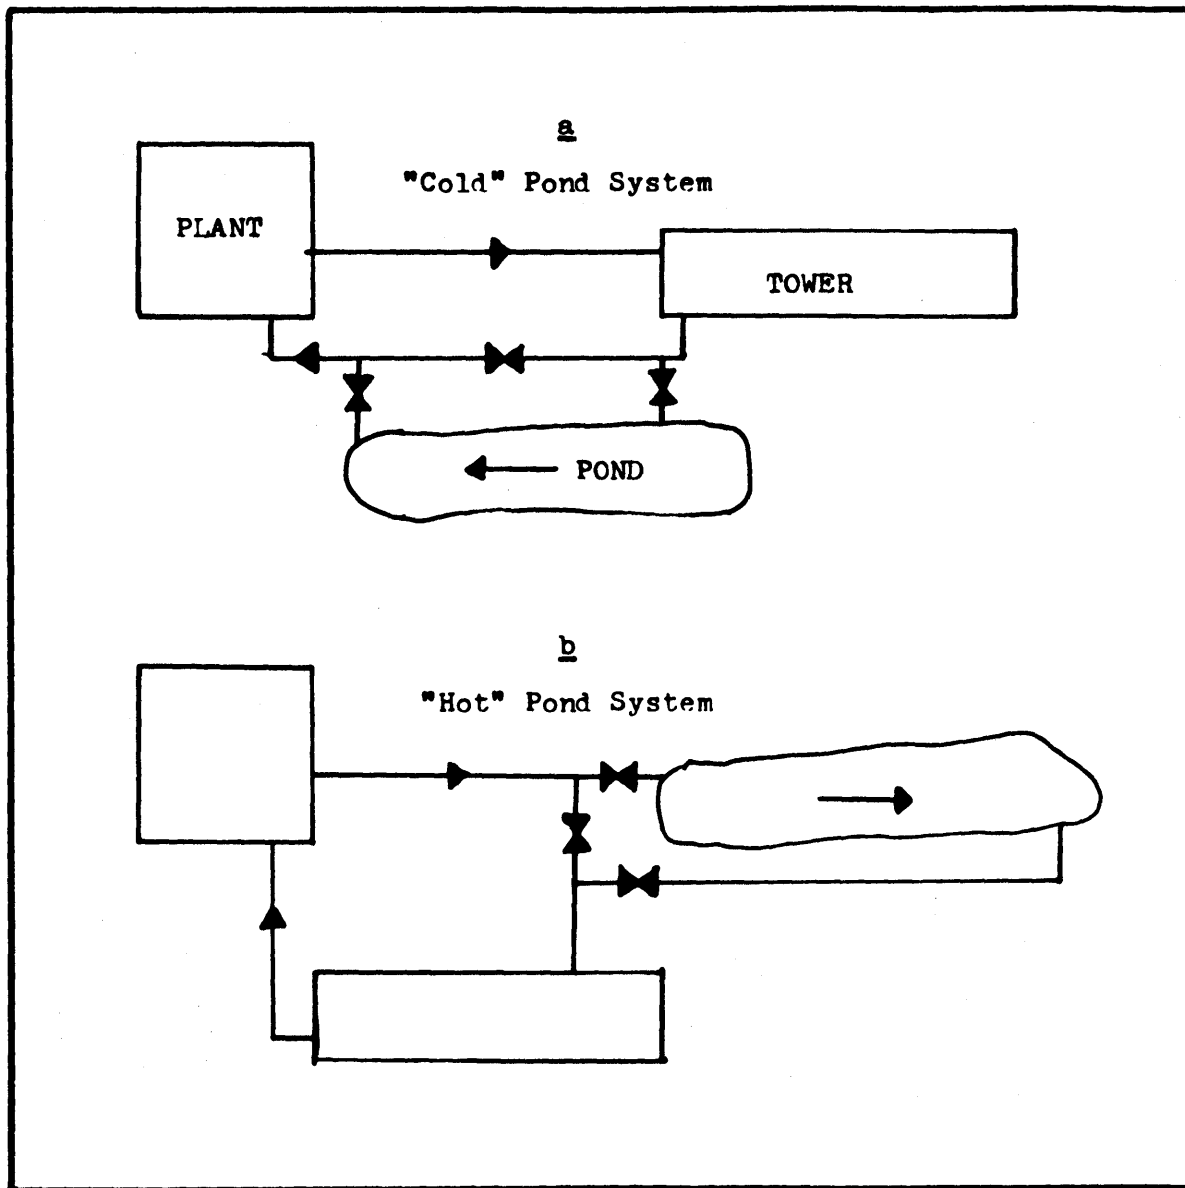 a
"Cold" Pond System
PLANT
TOWER
POND
b
"Hot" Pond System